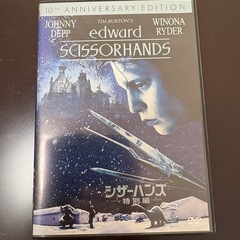 10TH ANNIVERSARY EDITION
JOHNNY DEPP
WINONA RYDER
TIM BURTON'S
edward
SCISSORHANDS
シザーハンズ
特別編
DVD